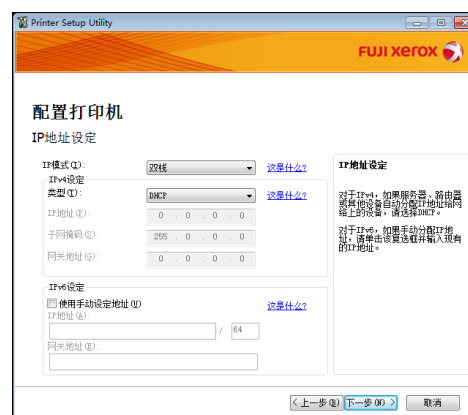 Printer Setup Utility
FUJI xerox
配置打印机
IP地址设定
IP模式(I):
双栈
这是什么?
IPv4设定
类型(T):
DHCP
这是什么?
IP地址(P):
0 . 0 . 0 . 0
子网掩码(S):
255 . 0 . 0 . 0
网关地址(G):
0 . 0 . 0 . 0
IPv6设定
使用手动设定地址(U)
这是什么?
IP地址(A):
/ 64
网关地址(E):
IP地址设定
对于IPv4，如果服务器、路由器
或其他设备自动分配IP地址给网
络上的设备，请选择DHCP。
对于IPv6，如果手动分配IP地
址，请单击该复选框并输入现有
的IP地址。
< 上一步(B)
下一步(N) >
取消